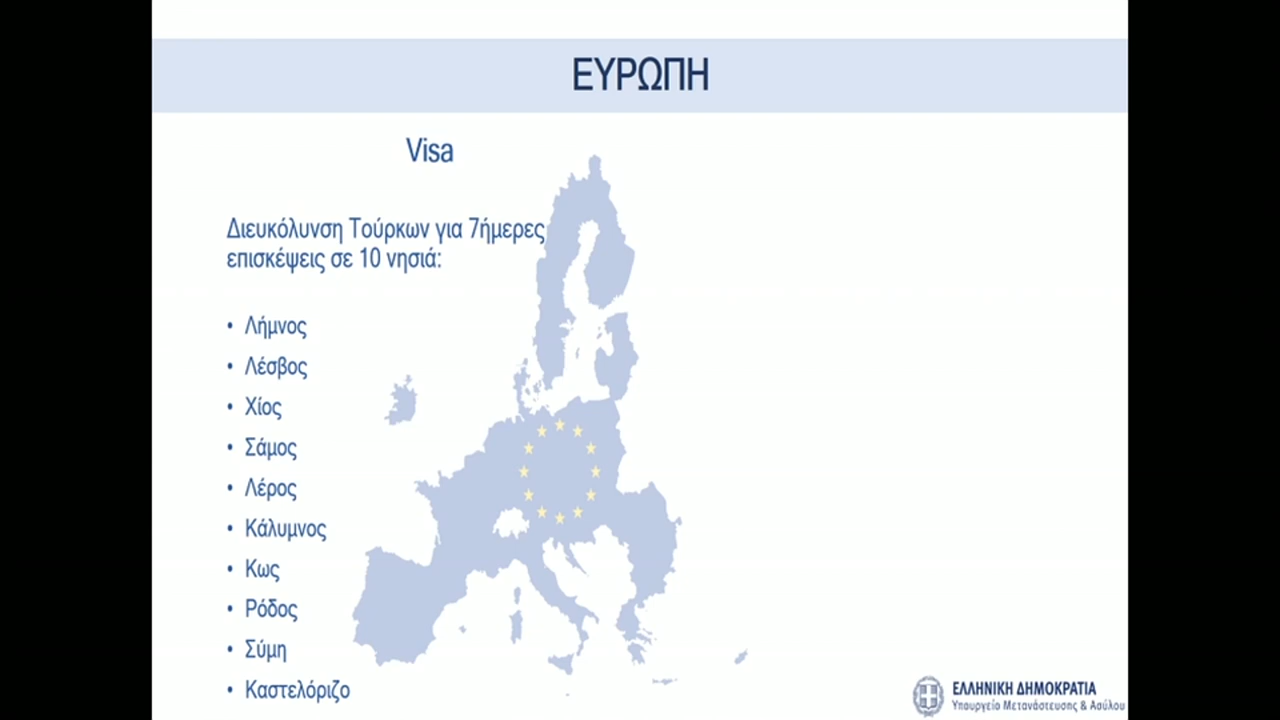 ΕΥΡΩΠΗ
Visa
Διευκόλυνση Τούρκων για 7ήμερες
επισκέψεις σε 10 νησιά:
• Λήμνος
• Λέσβος
• Χίος
• Σάμος
• Λέρος
• Κάλυμνος
• Κως
• Ρόδος
• Σύμη
• Καστελόριζο
ΕΛΛΗΝΙΚΗ ΔΗΜΟΚΡΑΤΙΑ
Υπουργείο Μετανάστευσης & Ασύλου